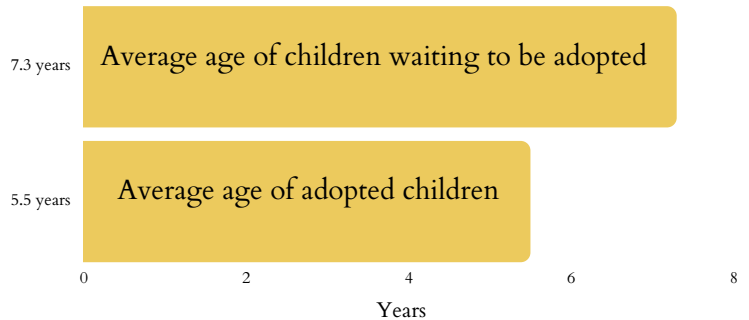 7.3 years
Average age of children waiting to be adopted
5.5 years
Average age of adopted children
0 2 4 6 8
Years